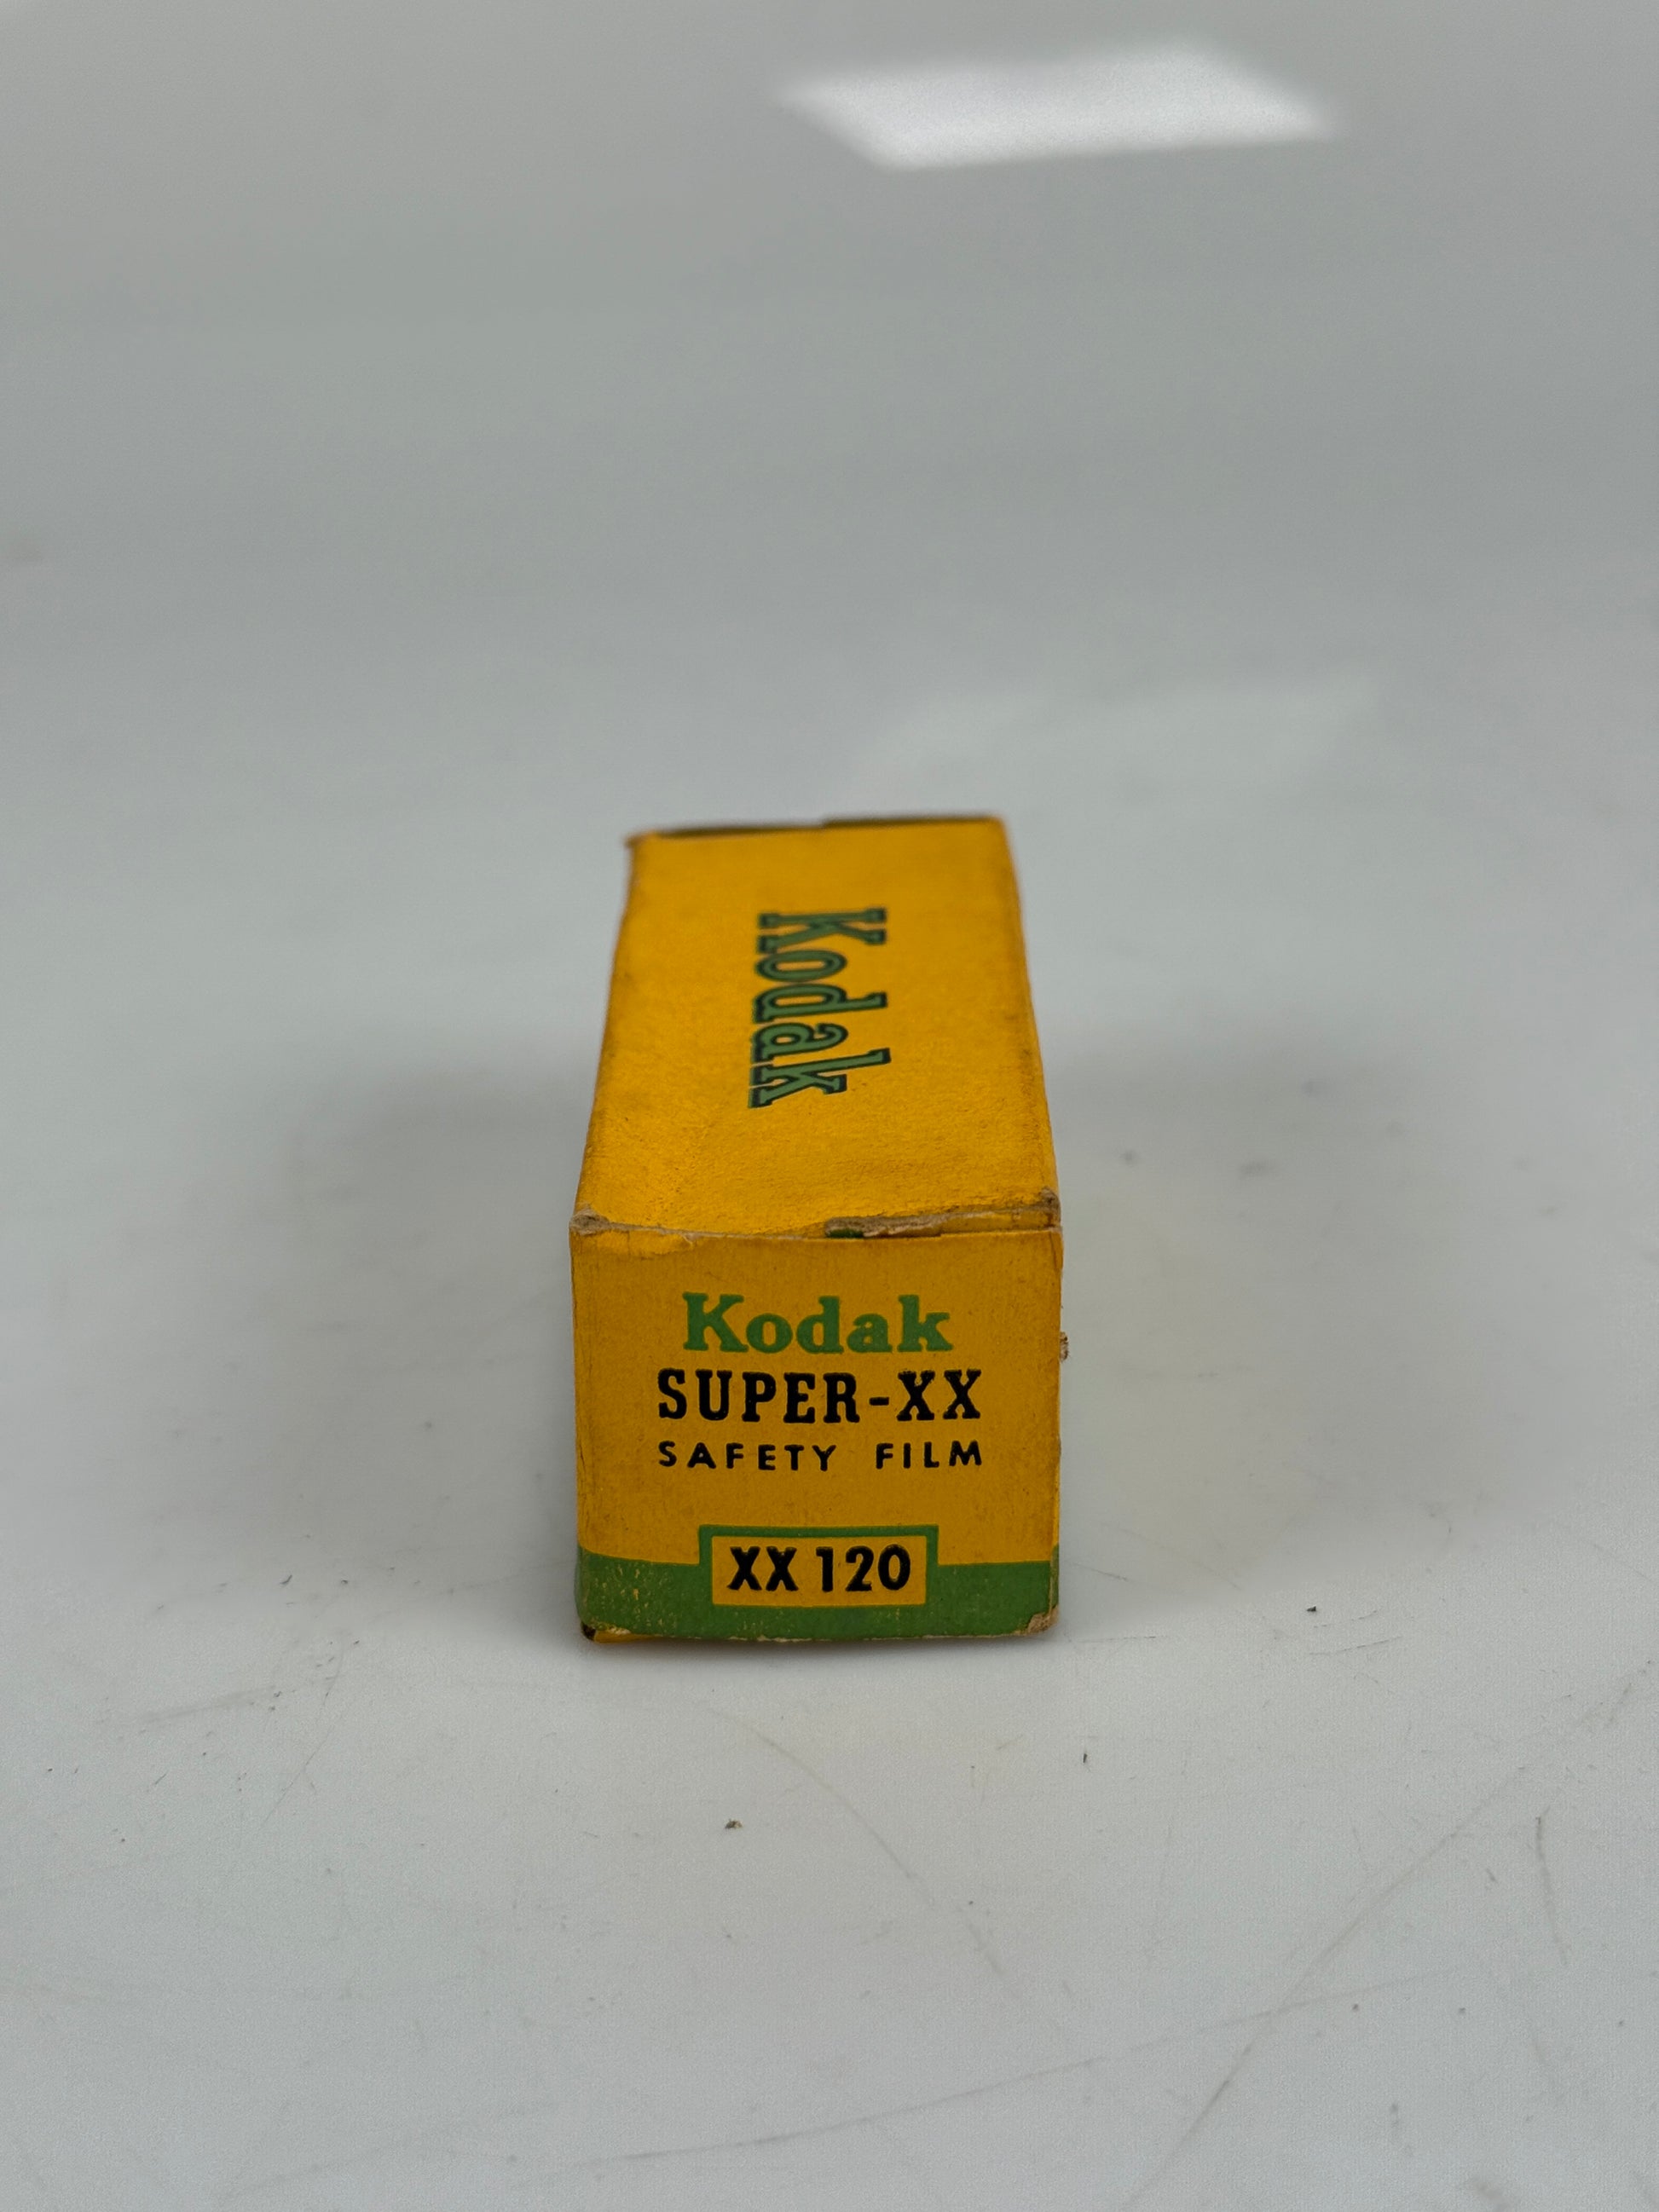 Kodak
Kodak
SUPER-XX
SAFETY FILM
XX 120